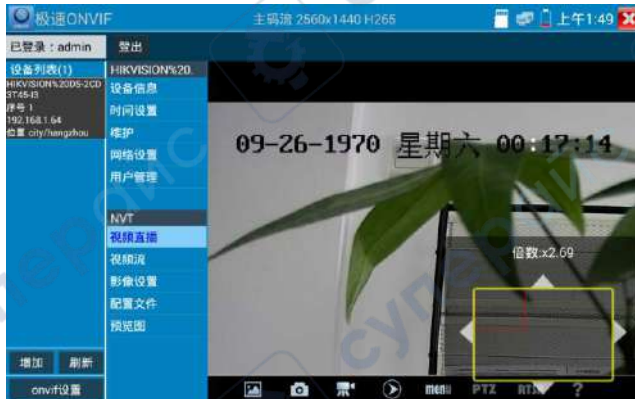 极速ONVIF
主码流 2560x1440 H265
上午1:49
已登录：admin
登出
设备列表(1)
HIKVISION%20DS-2CD
3T45-I3
序号 1
192.168.1.64
位置 city/hangzhou
增加
刷新
onvif设置
HIKVISION%20.
设备信息
时间设置
维护
网络设置
用户管理
NVT
视频直播
视频流
影像设置
配置文件
预览图
09-26-1970 星期六 00:17:14
倍数:x2.69
menu
PTZ
?